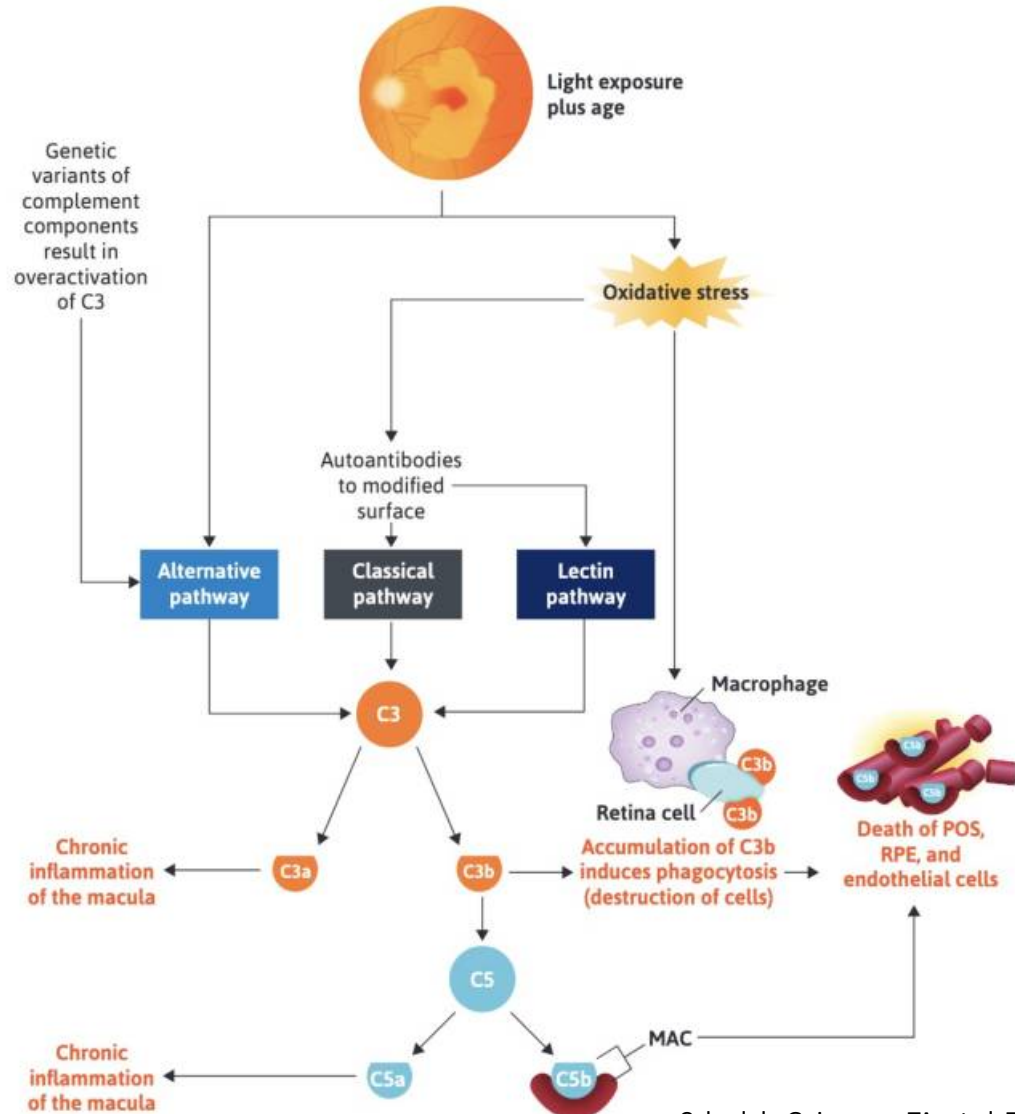 Light exposure
plus age
Genetic
variants of
complement
components
result in
overactivation
of C3
Oxidative stress
Autoantibodies
to modified
surface
Alternative
pathway
Classical
pathway
Lectin
pathway
C3
Macrophage
C3b
Retina cell
C3b
C5b
C5b
C5b
Death of POS,
RPE, and
endothelial cells
Chronic
inflammation
of the macula
C3a
C3b
Accumulation of C3b
induces phagocytosis
(destruction of cells)
C5
MAC
Chronic
inflammation
of the macula
C5a
C5b